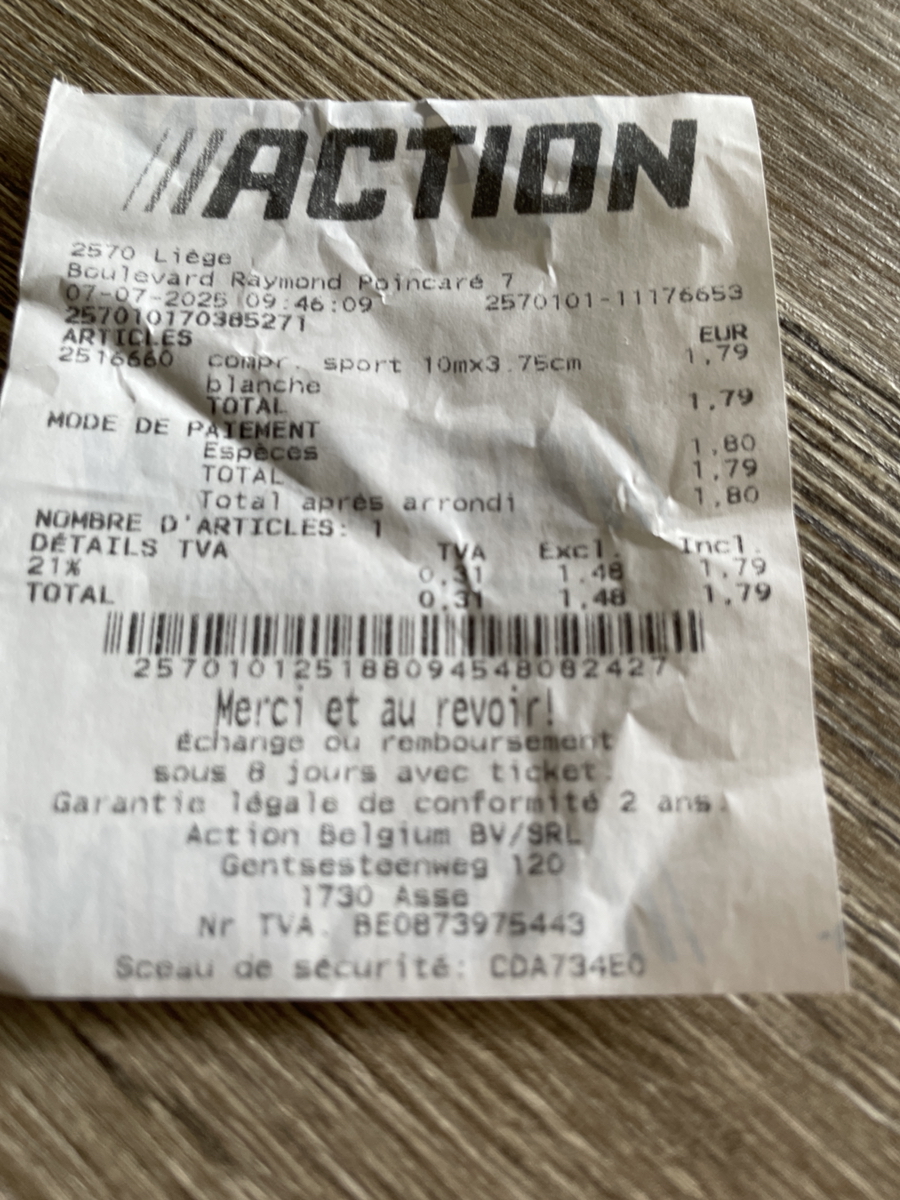 ACTION
2570 Liège
Boulevard Raymond Poincaré 7
07-07-2025 09:46:09 2570101-11176653
257010170385271
ARTICLES EUR
2516660 compr. sport 10mx3.75cm 1,79
blanche
TOTAL 1,79
MODE DE PAIEMENT
Espèces 1,80
TOTAL 1,79
Total après arrondi 1,80
NOMBRE D'ARTICLES: 1
DÉTAILS TVA TVA Excl. Incl.
21% 0,31 1,48 1,79
TOTAL 0,31 1,48 1,79
2570101251880945480​82427
Merci et au revoir!
Échange ou remboursement
sous 8 jours avec ticket.
Garantie légale de conformité 2 ans.
Action Belgium BV/SRL
Gentsesteenweg 120
1730 Asse
Nr TVA. BE0873975443
Sceau de sécurité: CDA734E0